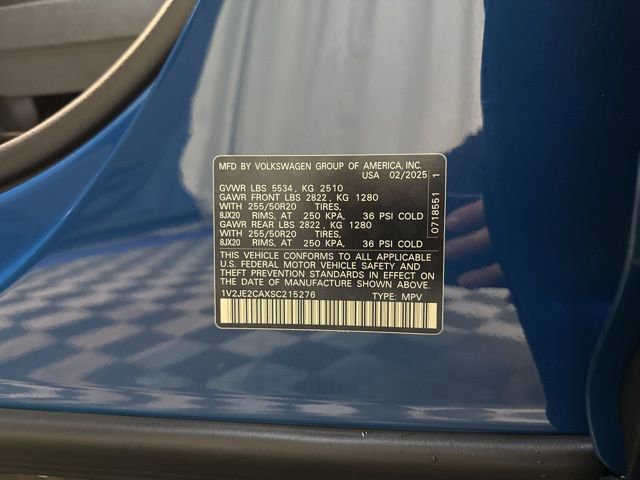 MFD BY VOLKSWAGEN GROUP OF AMERICA, INC.
USA 02/2025
GVWR LBS 5534, KG 2510
GAWR FRONT LBS 2822, KG 1280
WITH 255/50R20 TIRES,
8JX20 RIMS, AT 250 KPA, 36 PSI COLD
GAWR REAR LBS 2822, KG 1280
WITH 255/50R20 TIRES,
8JX20 RIMS, AT 250 KPA, 36 PSI COLD
THIS VEHICLE CONFORMS TO ALL APPLICABLE
U.S. FEDERAL MOTOR VEHICLE SAFETY AND
THEFT PREVENTION STANDARDS IN EFFECT ON
THE DATE OF MANUFACTURE SHOWN ABOVE.
1V2JE2CAXSC215276 TYPE: MPV
0718551 1